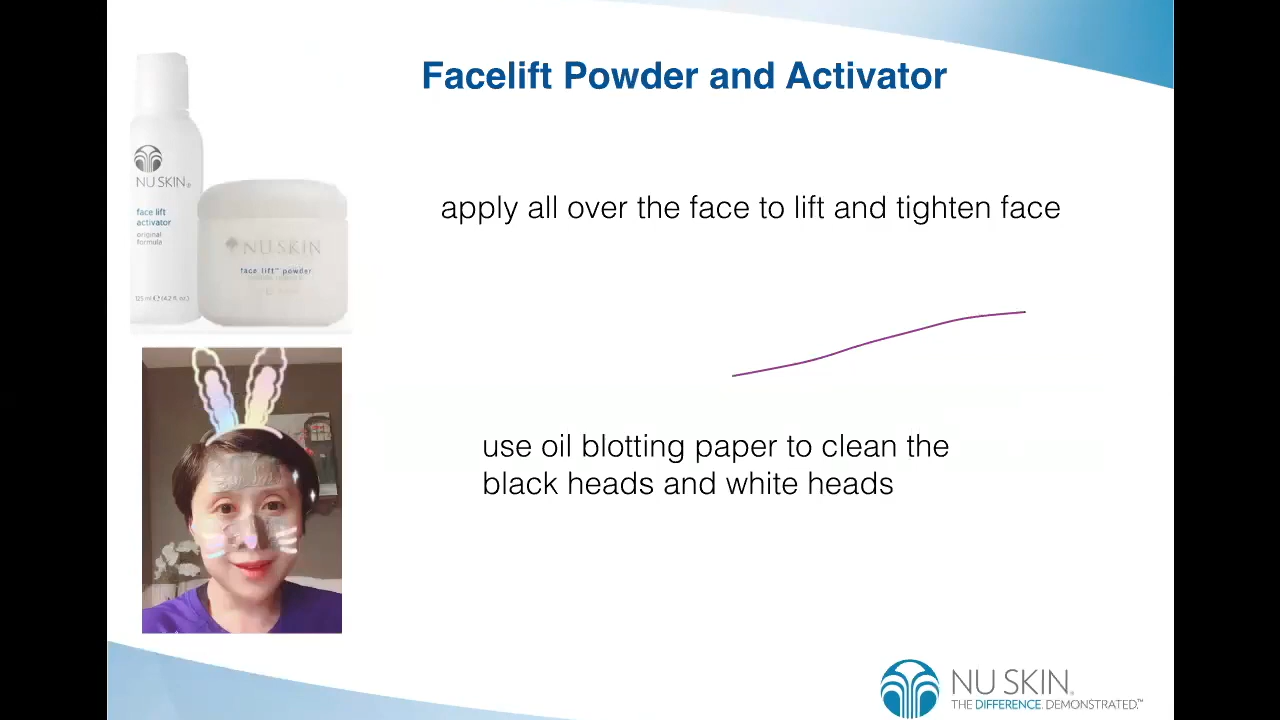 Facelift Powder and Activator
NU SKIN®
face lift
activator
original
formula
125 ml ℮ (4.2 fl. oz.)
NU SKIN
face lift™ powder
apply all over the face to lift and tighten face
use oil blotting paper to clean the
black heads and white heads
NU SKIN®
THE DIFFERENCE. DEMONSTRATED.™